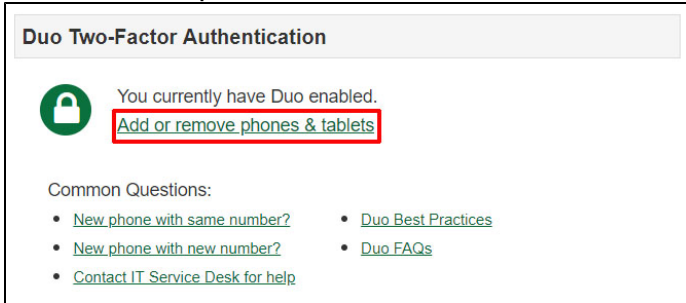 Duo Two-Factor Authentication
You currently have Duo enabled.
Add or remove phones & tablets
Common Questions:
New phone with same number?
New phone with new number?
Contact IT Service Desk for help
Duo Best Practices
Duo FAQs